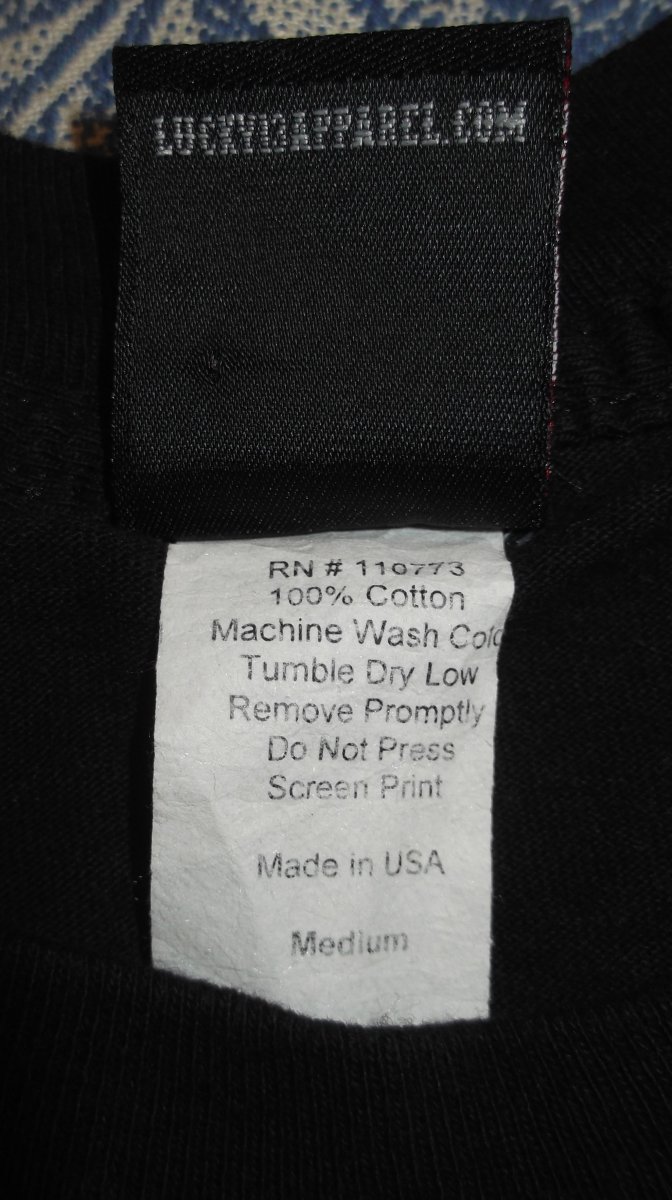 LUCKY13APPAREL.COM
RN # 110773
100% Cotton
Machine Wash Cold
Tumble Dry Low
Remove Promptly
Do Not Press
Screen Print
Made in USA
Medium